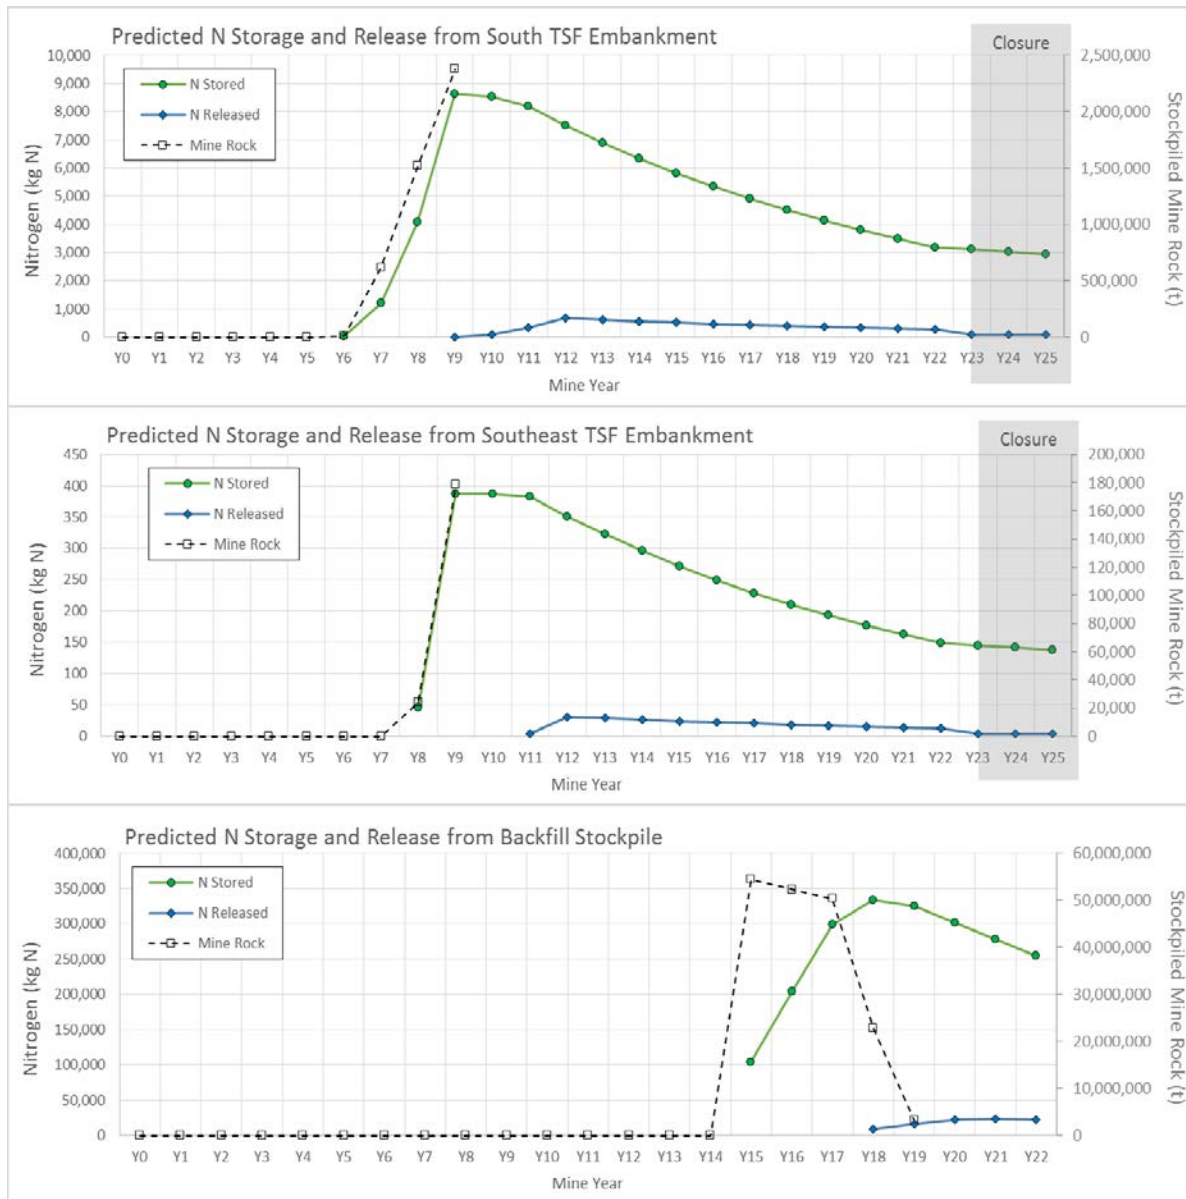 Predicted N Storage and Release from South TSF Embankment
Closure
N Stored
N Released
Mine Rock
10,000
9,000
8,000
7,000
6,000
5,000
4,000
3,000
2,000
1,000
0
Nitrogen (kg N)
2,500,000
2,000,000
1,500,000
1,000,000
500,000
0
Stockpiled Mine Rock (t)
Y0 Y1 Y2 Y3 Y4 Y5 Y6 Y7 Y8 Y9 Y10 Y11 Y12 Y13 Y14 Y15 Y16 Y17 Y18 Y19 Y20 Y21 Y22 Y23 Y24 Y25
Mine Year
Predicted N Storage and Release from Southeast TSF Embankment
Closure
N Stored
N Released
Mine Rock
450
400
350
300
250
200
150
100
50
0
Nitrogen (kg N)
200,000
180,000
160,000
140,000
120,000
100,000
80,000
60,000
40,000
20,000
0
Stockpiled Mine Rock (t)
Y0 Y1 Y2 Y3 Y4 Y5 Y6 Y7 Y8 Y9 Y10 Y11 Y12 Y13 Y14 Y15 Y16 Y17 Y18 Y19 Y20 Y21 Y22 Y23 Y24 Y25
Mine Year
Predicted N Storage and Release from Backfill Stockpile
N Stored
N Released
Mine Rock
400,000
350,000
300,000
250,000
200,000
150,000
100,000
50,000
0
Nitrogen (kg N)
60,000,000
50,000,000
40,000,000
30,000,000
20,000,000
10,000,000
0
Stockpiled Mine Rock (t)
Y0 Y1 Y2 Y3 Y4 Y5 Y6 Y7 Y8 Y9 Y10 Y11 Y12 Y13 Y14 Y15 Y16 Y17 Y18 Y19 Y20 Y21 Y22
Mine Year